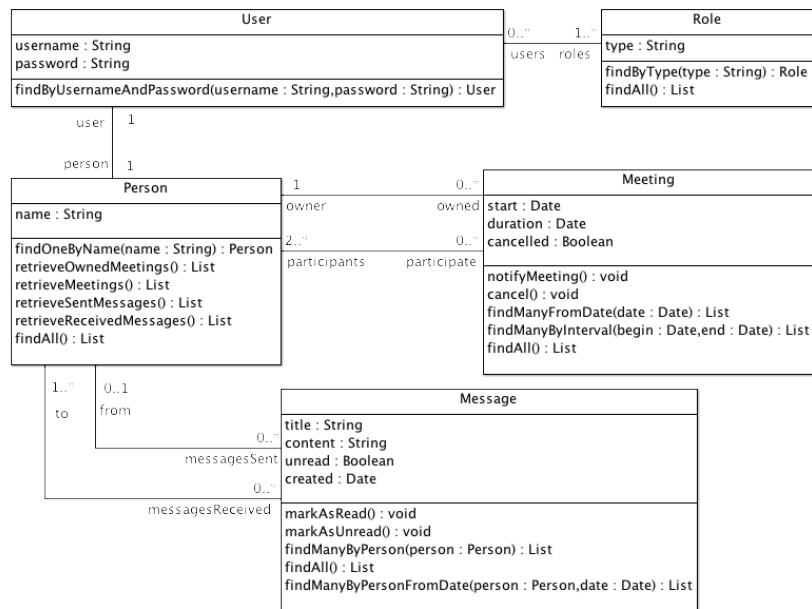 User
username : String
password : String
findByUsernameAndPassword(username : String,password : String) : User
0..* 1..*
users roles
Role
type : String
findByType(type : String) : Role
findAll() : List
user 1
person 1
Person
name : String
findOneByName(name : String) : Person
retrieveOwnedMeetings() : List
retrieveMeetings() : List
retrieveSentMessages() : List
retrieveReceivedMessages() : List
findAll() : List
1 0..*
owner owned
2..* 0..*
participants participate
Meeting
start : Date
duration : Date
cancelled : Boolean
notifyMeeting() : void
cancel() : void
findManyFromDate(date : Date) : List
findManyByInterval(begin : Date,end : Date) : List
findAll() : List
1..* 0..1
to from
0..*
messagesSent
0..*
messagesReceived
Message
title : String
content : String
unread : Boolean
created : Date
markAsRead() : void
markAsUnread() : void
findManyByPerson(person : Person) : List
findAll() : List
findManyByPersonFromDate(person : Person,date : Date) : List